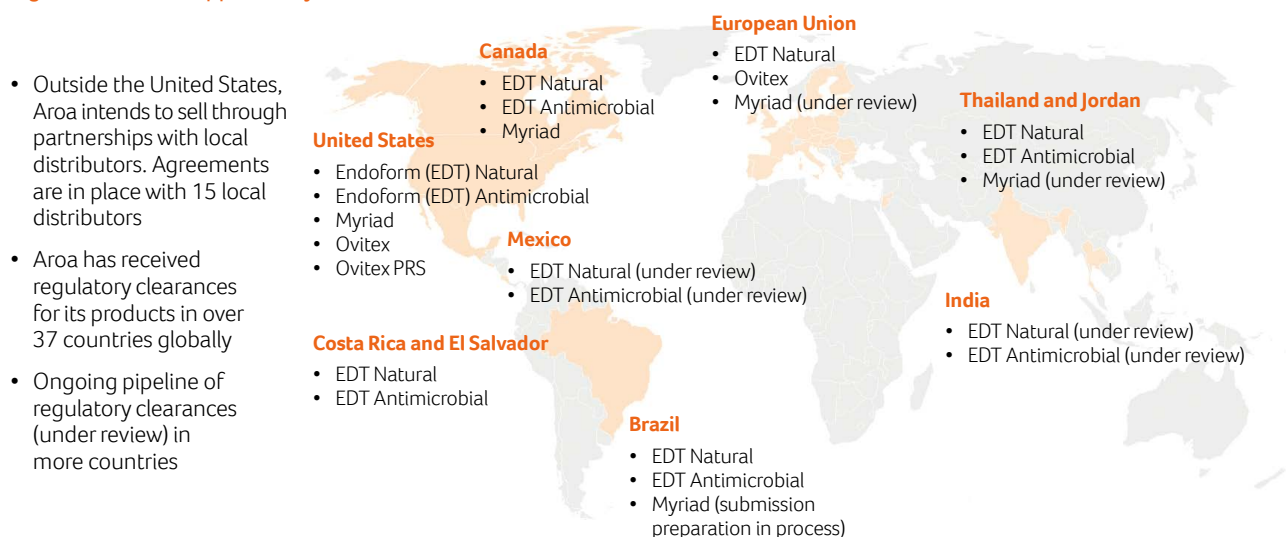 • Outside the United States,
Aroa intends to sell through
partnerships with local
distributors. Agreements
are in place with 15 local
distributors
• Aroa has received
regulatory clearances
for its products in over
37 countries globally
• Ongoing pipeline of
regulatory clearances
(under review) in
more countries
Canada
• EDT Natural
• EDT Antimicrobial
• Myriad
United States
• Endoform (EDT) Natural
• Endoform (EDT) Antimicrobial
• Myriad
• Ovitex
• Ovitex PRS
Mexico
• EDT Natural (under review)
• EDT Antimicrobial (under review)
Costa Rica and El Salvador
• EDT Natural
• EDT Antimicrobial
Brazil
• EDT Natural
• EDT Antimicrobial
• Myriad (submission
preparation in process)
European Union
• EDT Natural
• Ovitex
• Myriad (under review)
Thailand and Jordan
• EDT Natural
• EDT Antimicrobial
• Myriad (under review)
India
• EDT Natural (under review)
• EDT Antimicrobial (under review)